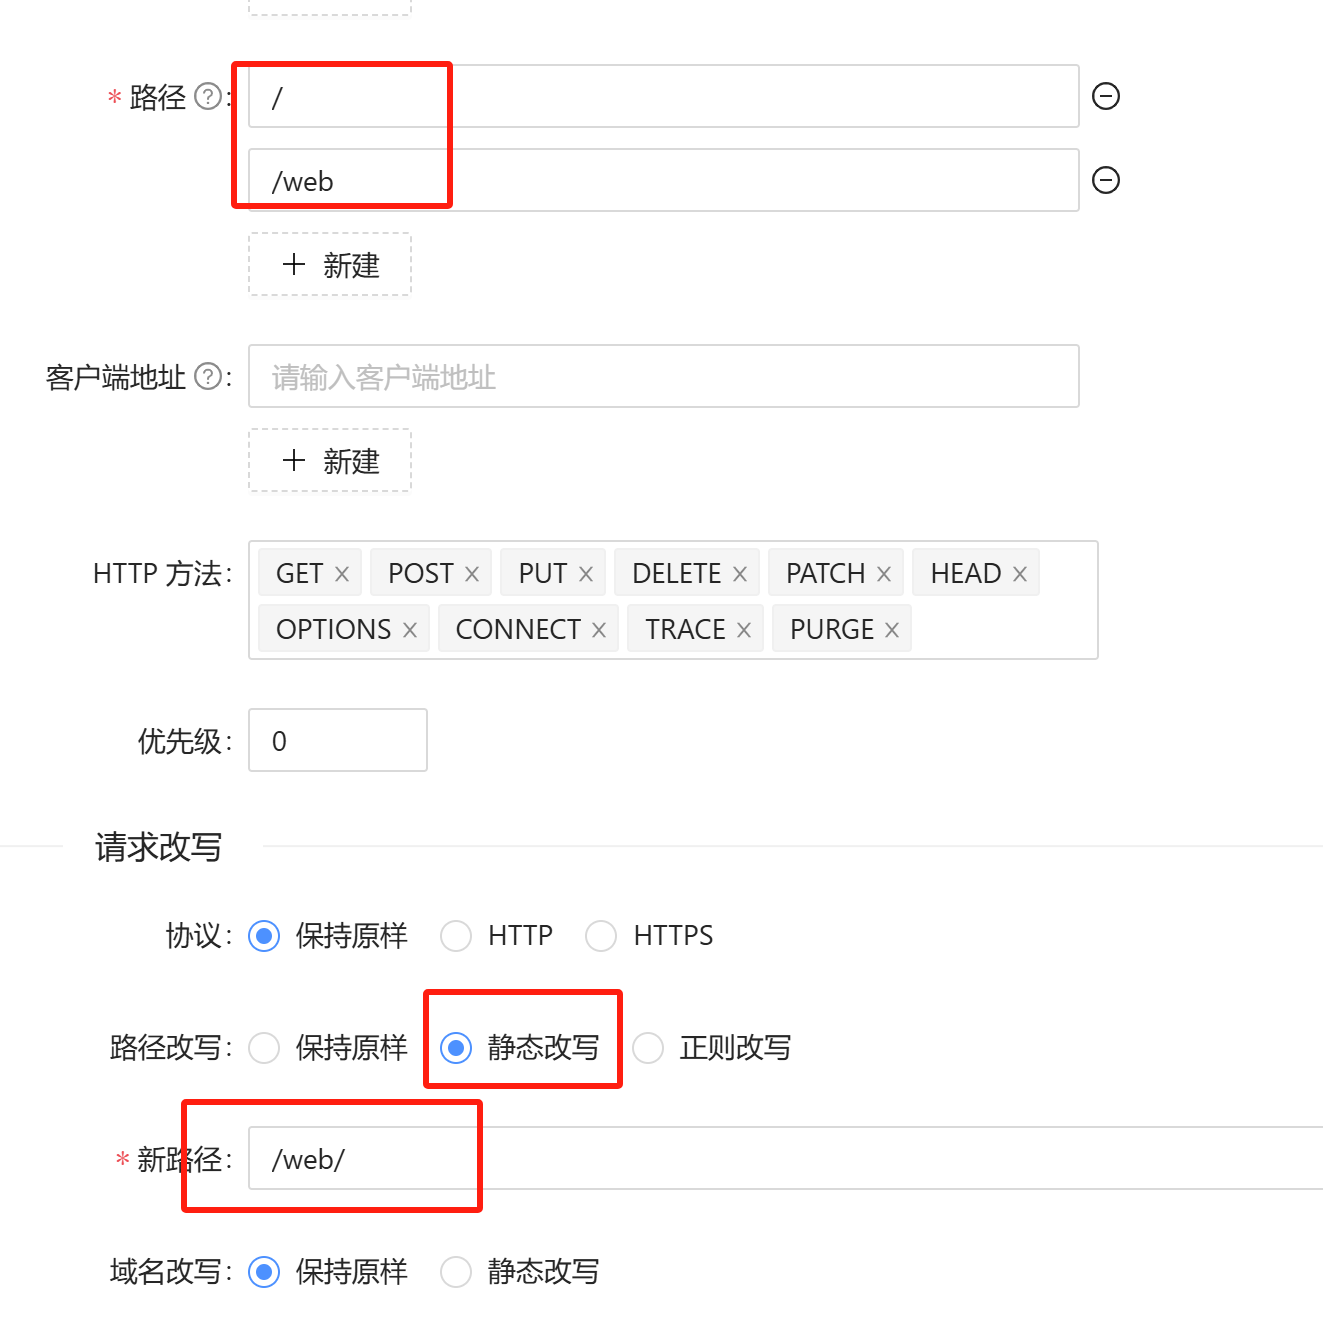 * 路径 ? : /
/web
+ 新建
客户端地址 ? : 请输入客户端地址
+ 新建
HTTP 方法 : GET × POST × PUT × DELETE × PATCH × HEAD ×
OPTIONS × CONNECT × TRACE × PURGE ×
优先级 : 0
请求改写
协议 : 保持原样 HTTP HTTPS
路径改写 : 保持原样 静态改写 正则改写
* 新路径 : /web/
域名改写 : 保持原样 静态改写